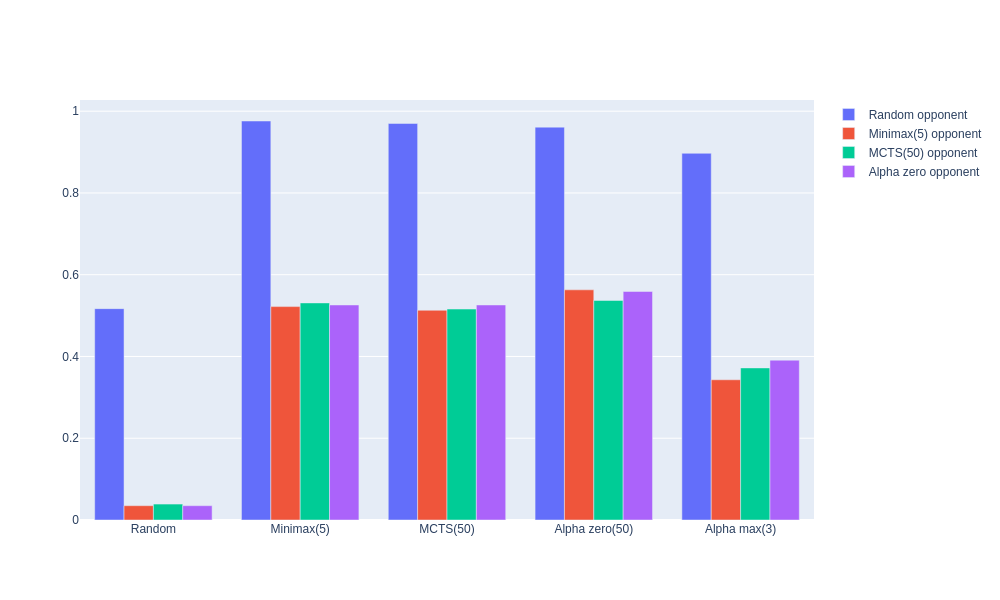 1
0.8
0.6
0.4
0.2
0
Random
Minimax(5)
MCTS(50)
Alpha zero(50)
Alpha max(3)
Random opponent
Minimax(5) opponent
MCTS(50) opponent
Alpha zero opponent